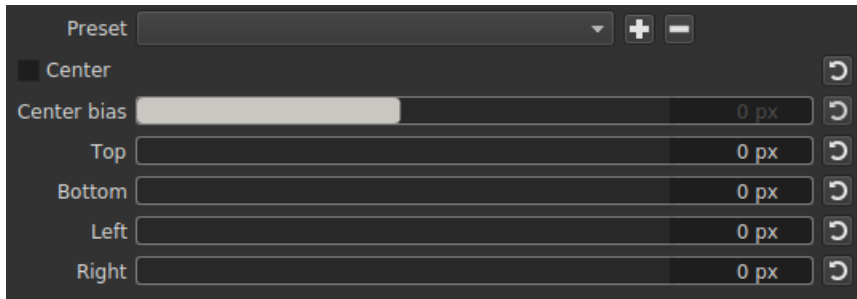 Preset
Center
Center bias 0 px
Top 0 px
Bottom 0 px
Left 0 px
Right 0 px